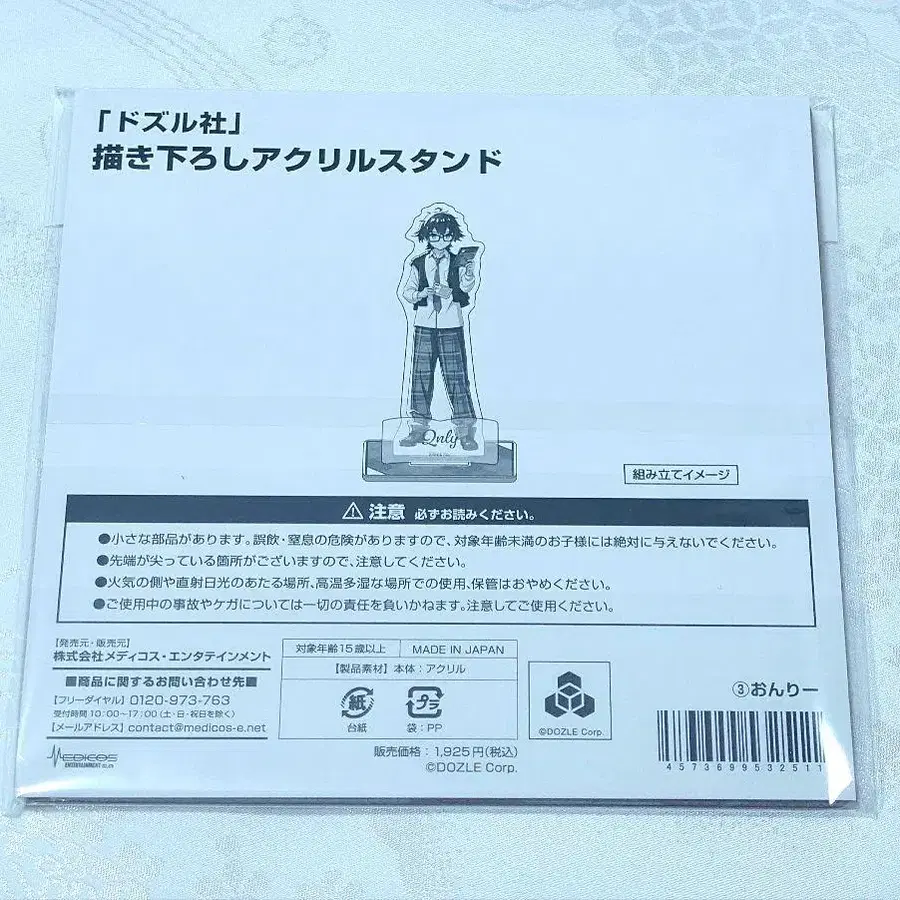 「ドズル社」
描き下ろしアクリルスタンド
Qnly
組み立てイメージ
注意 必ずお読みください。
●小さな部品があります。誤飲・窒息の危険がありますので、対象年齢未満のお子様には絶対に与えないでください。
●先端が尖っている箇所がございますので、注意してください。
●火気の側や直射日光のあたる場所、高温多湿な場所での使用、保管はおやめください。
●ご使用中の事故やケガについては一切の責任を負いかねます。注意してご使用ください。
【発売元・販売元】
株式会社メディコス・エンタテインメント
■商品に関するお問い合わせ先■
【フリーダイヤル】0120-973-763
受付時間 10:00~17:00 (土・日・祝日を除く)
【メールアドレス】contact@medicos-e.net
MEDICOS
ENTERTAINMENT
対象年齢15歳以上 MADE IN JAPAN
【製品素材】本体:アクリル
紙 プラ
台紙 袋:PP
販売価格:1,925円(税込)
©DOZLE Corp.
©DOZLE Corp.
③おんりー
4573699532511